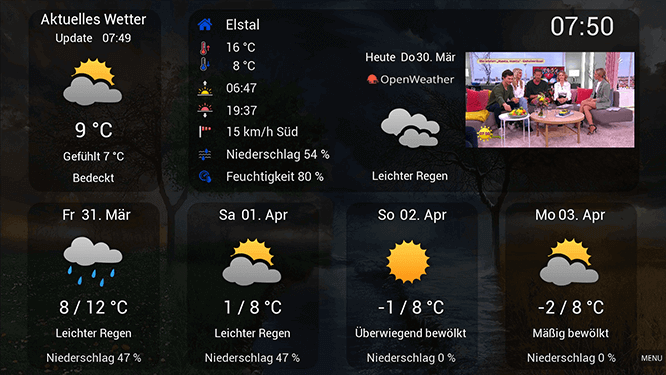 Aktuelles Wetter
Update 07:49
9 °C
Gefühlt 7 °C
Bedeckt
Elstal
16 °C
8 °C
06:47
19:37
15 km/h Süd
Niederschlag 54 %
Feuchtigkeit 80 %
Heute Do 30. Mär
OpenWeather
Leichter Regen
07:50
Fr 31. Mär
8 / 12 °C
Leichter Regen
Niederschlag 47 %
Sa 01. Apr
1 / 8 °C
Leichter Regen
Niederschlag 47 %
So 02. Apr
-1 / 8 °C
Überwiegend bewölkt
Niederschlag 0 %
Mo 03. Apr
-2 / 8 °C
Mäßig bewölkt
Niederschlag 0 %
MENU